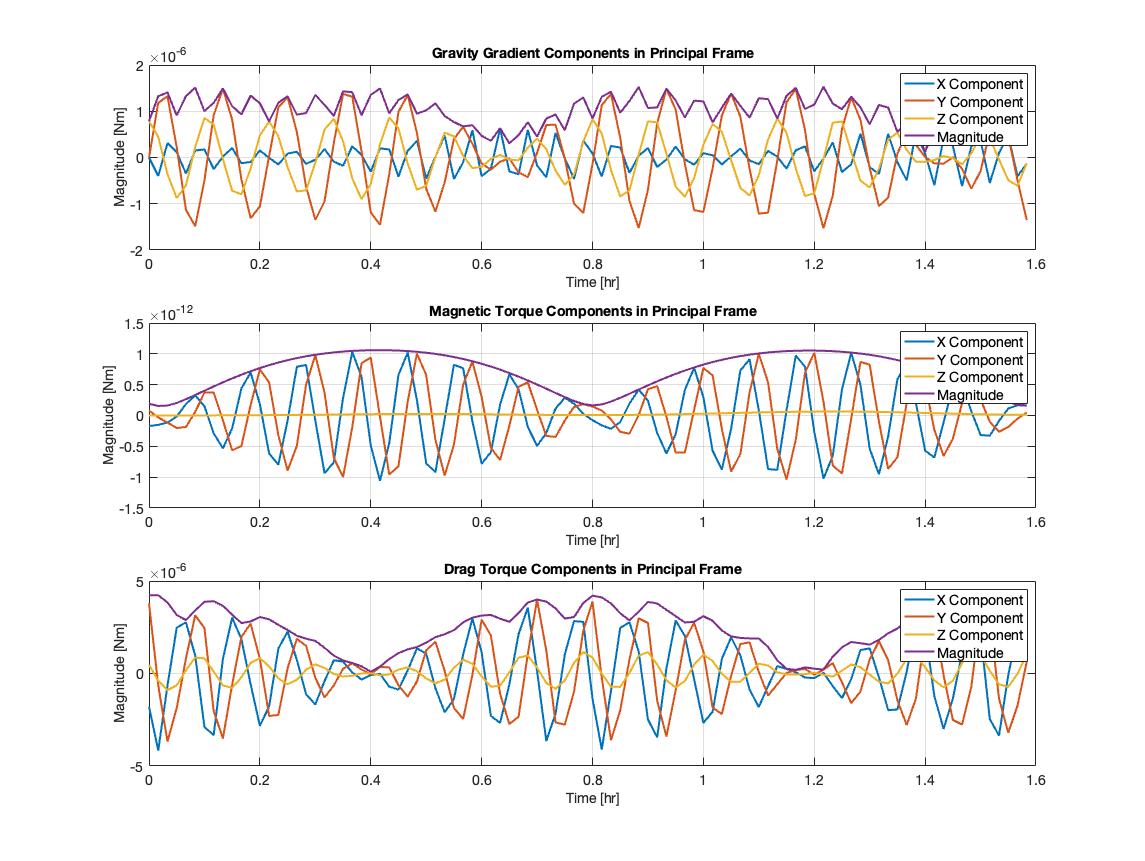 Gravity Gradient Components in Principal Frame
×10⁻⁶
Magnitude [Nm]
2
1
0
-1
-2
0 0.2 0.4 0.6 0.8 1 1.2 1.4 1.6
Time [hr]
X Component
Y Component
Z Component
Magnitude
Magnetic Torque Components in Principal Frame
×10⁻¹²
Magnitude [Nm]
1.5
1
0.5
0
-0.5
-1
-1.5
0 0.2 0.4 0.6 0.8 1 1.2 1.4 1.6
Time [hr]
X Component
Y Component
Z Component
Magnitude
Drag Torque Components in Principal Frame
×10⁻⁶
Magnitude [Nm]
5
0
-5
0 0.2 0.4 0.6 0.8 1 1.2 1.4 1.6
Time [hr]
X Component
Y Component
Z Component
Magnitude